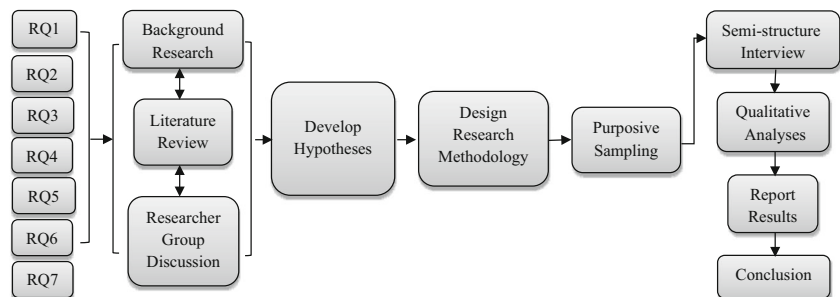 RQ1
RQ2
RQ3
RQ4
RQ5
RQ6
RQ7
Background
Research
Literature
Review
Researcher
Group
Discussion
Develop
Hypotheses
Design
Research
Methodology
Purposive
Sampling
Semi-structure
Interview
Qualitative
Analyses
Report
Results
Conclusion